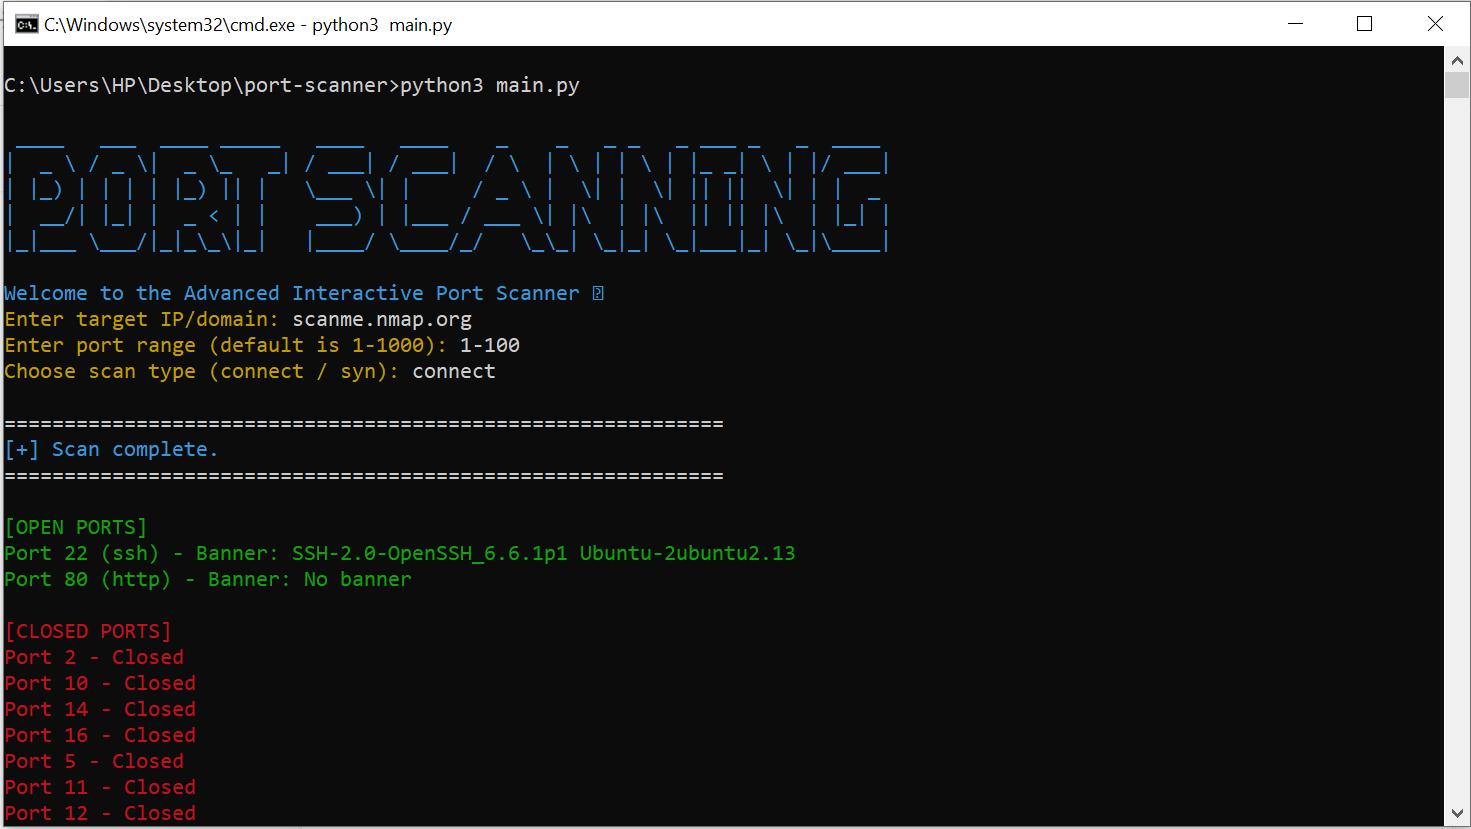 C:\Windows\system32\cmd.exe - python3  main.py
C:\Users\HP\Desktop\port-scanner>python3 main.py
PORT SCANNING
Welcome to the Advanced Interactive Port Scanner
Enter target IP/domain: scanme.nmap.org
Enter port range (default is 1-1000): 1-100
Choose scan type (connect / syn): connect
============================================================
[+] Scan complete.
============================================================
[OPEN PORTS]
Port 22 (ssh) - Banner: SSH-2.0-OpenSSH_6.6.1p1 Ubuntu-2ubuntu2.13
Port 80 (http) - Banner: No banner
[CLOSED PORTS]
Port 2 - Closed
Port 10 - Closed
Port 14 - Closed
Port 16 - Closed
Port 5 - Closed
Port 11 - Closed
Port 12 - Closed